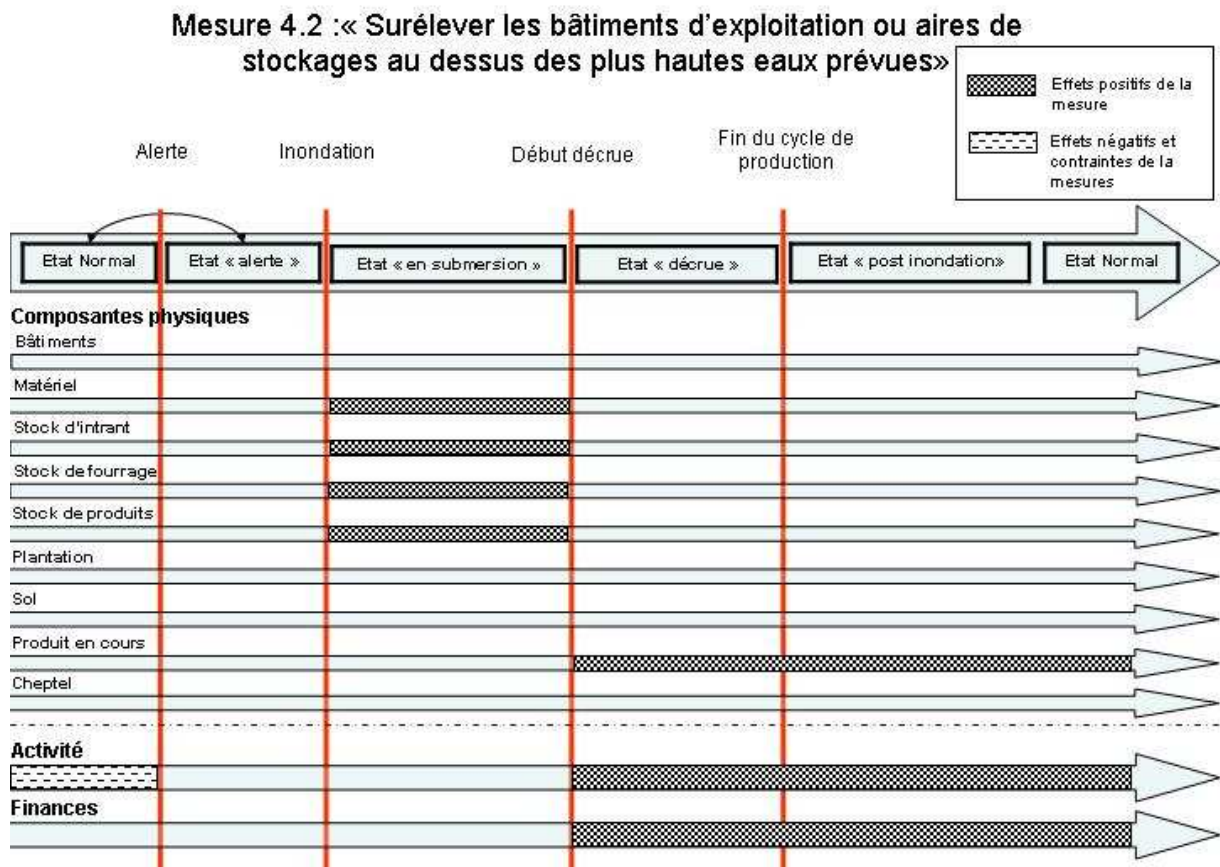 Mesure 4.2 :« Surélever les bâtiments d'exploitation ou aires de
stockages au dessus des plus hautes eaux prévues»
Effets positifs de la
mesure
Effets négatifs et
contraintes de la
mesures
Alerte
Inondation
Début décrue
Fin du cycle de
production
Etat Normal
Etat « alerte »
Etat « en submersion »
Etat « décrue »
Etat « post inondation»
Etat Normal
Composantes physiques
Bâtiments
Matériel
Stock d'intrant
Stock de fourrage
Stock de produits
Plantation
Sol
Produit en cours
Cheptel
Activité
Finances